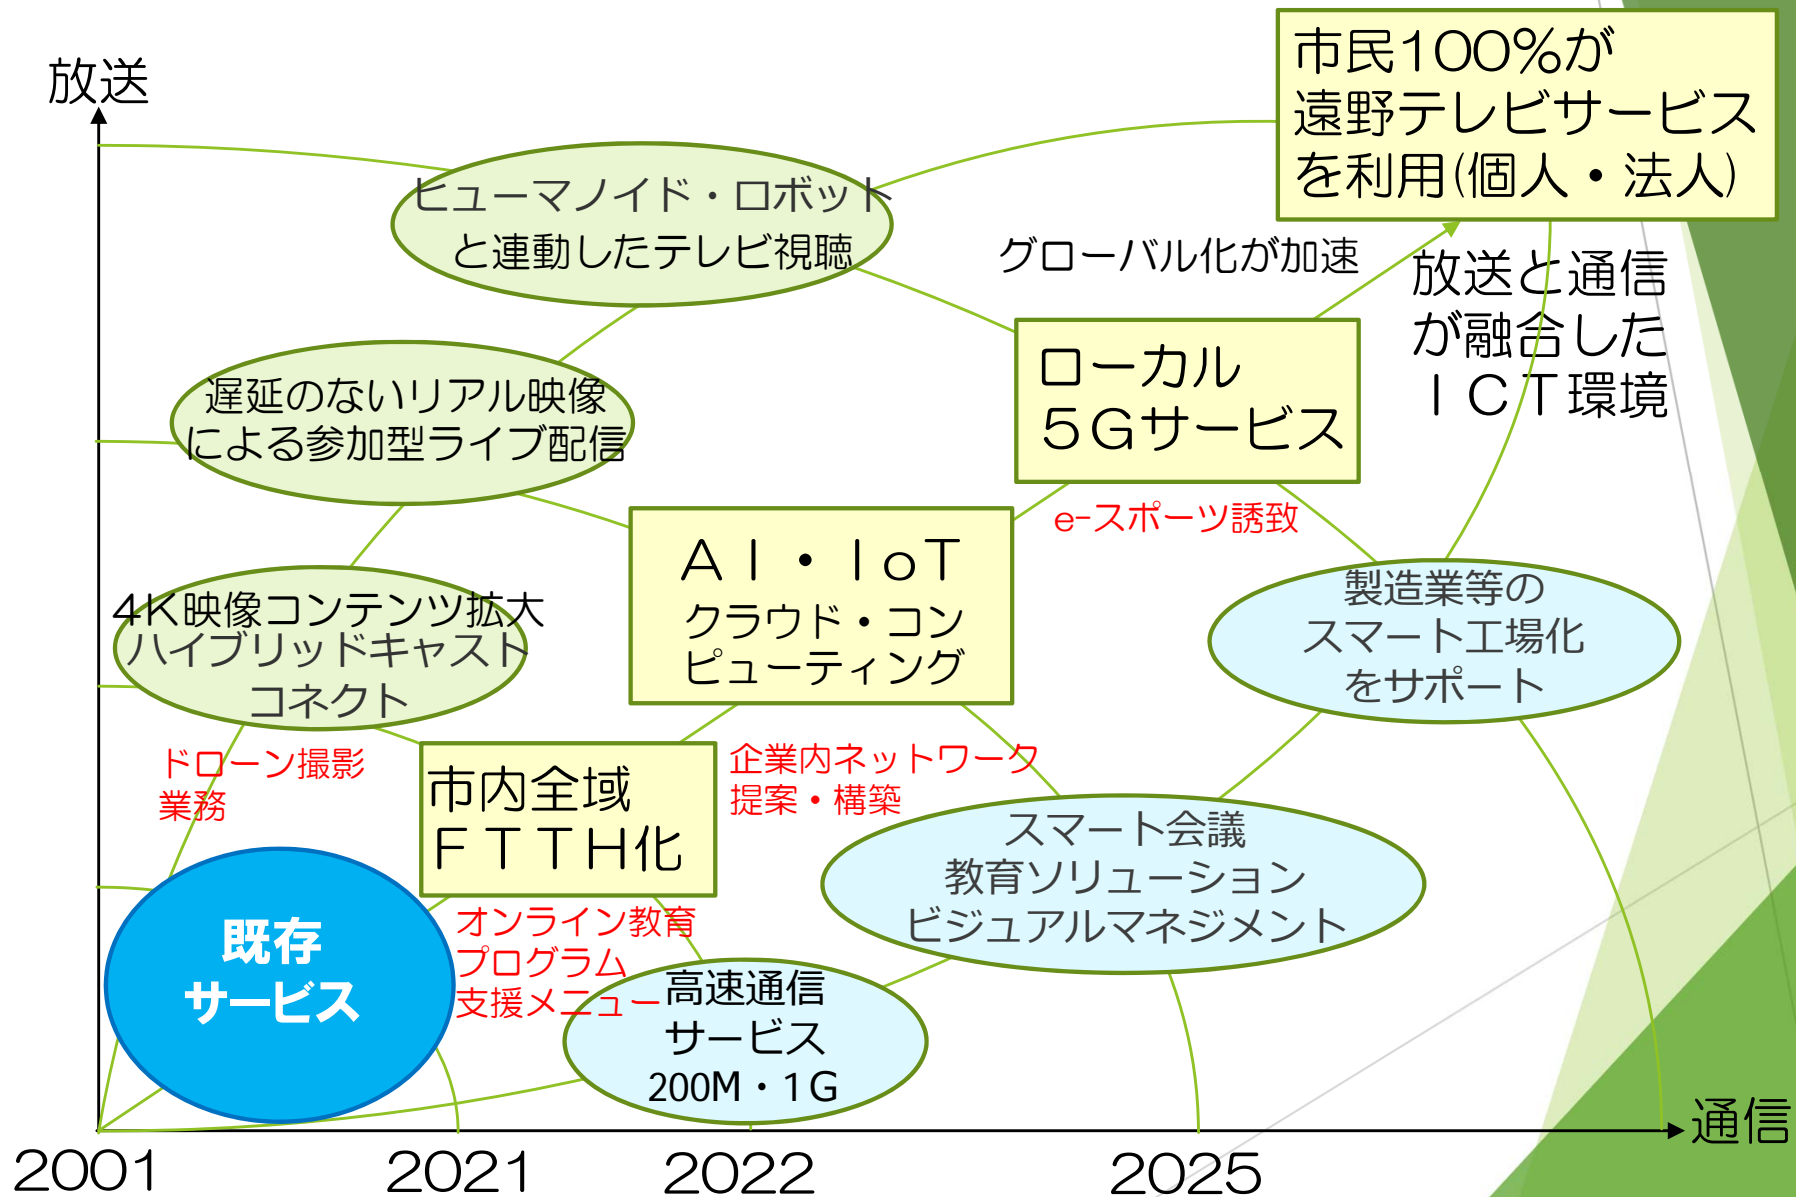 放送
市民100%が
遠野テレビサービス
を利用(個人・法人)
ヒューマノイド・ロボット
と連動したテレビ視聴
グローバル化が加速
放送と通信
が融合した
ICT環境
ローカル
5Gサービス
遅延のないリアル映像
による参加型ライブ配信
e-スポーツ誘致
AI・IoT
クラウド・コン
ピューティング
4K映像コンテンツ拡大
ハイブリッドキャスト
コネクト
製造業等の
スマート工場化
をサポート
ドローン撮影
業務
市内全域
FTTH化
企業内ネットワーク
提案・構築
スマート会議
教育ソリューション
ビジュアルマネジメント
既存
サービス
オンライン教育
プログラム
支援メニュー
高速通信
サービス
200M・1G
通信
2001
2021
2022
2025